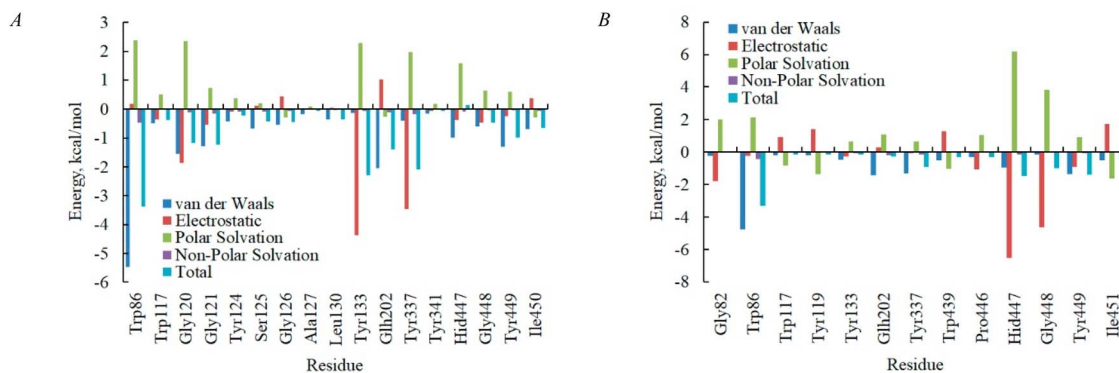 A
3
2
1
0
-1
-2
-3
-4
-5
-6
Energy, kcal/mol
van der Waals
Electrostatic
Polar Solvation
Non-Polar Solvation
Total
Trp86
Trp117
Gly120
Gly121
Tyr124
Ser125
Gly126
Ala127
Leu130
Tyr133
Glh202
Tyr337
Tyr341
Hid447
Gly448
Tyr449
Ile450
Residue
B
8
6
4
2
0
-2
-4
-6
-8
Energy, kcal/mol
van der Waals
Electrostatic
Polar Solvation
Non-Polar Solvation
Total
Gly82
Trp86
Trp117
Tyr119
Tyr133
Glh202
Tyr337
Trp439
Pro446
Hid447
Gly448
Tyr449
Ile451
Residue